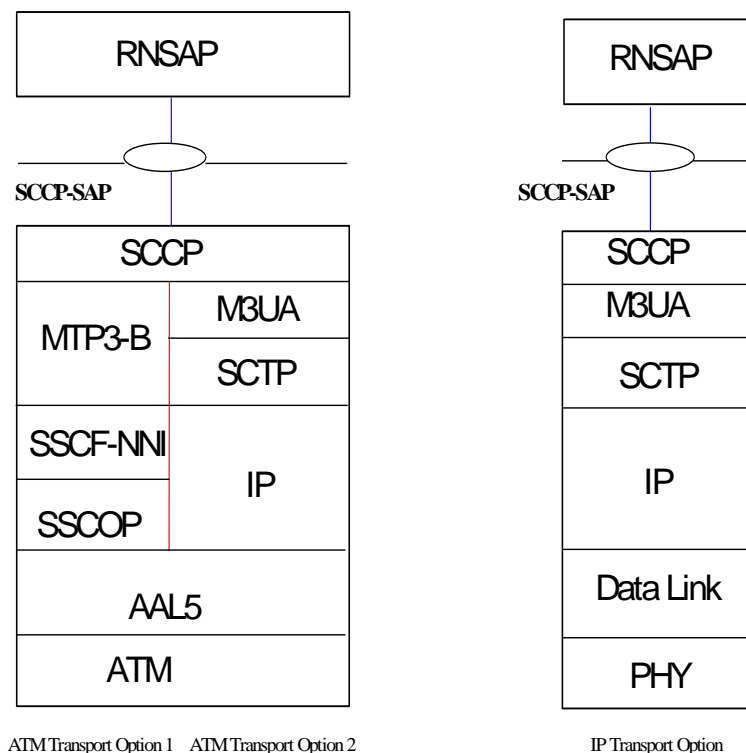 RNSAP
SCCP-SAP
SCCP
MTP3-B
M3UA
SCTP
SSCF-NNI
SSCOP
IP
AAL5
ATM
ATM Transport Option 1
ATM Transport Option 2
RNSAP
SCCP-SAP
SCCP
M3UA
SCTP
IP
Data Link
PHY
IP Transport Option